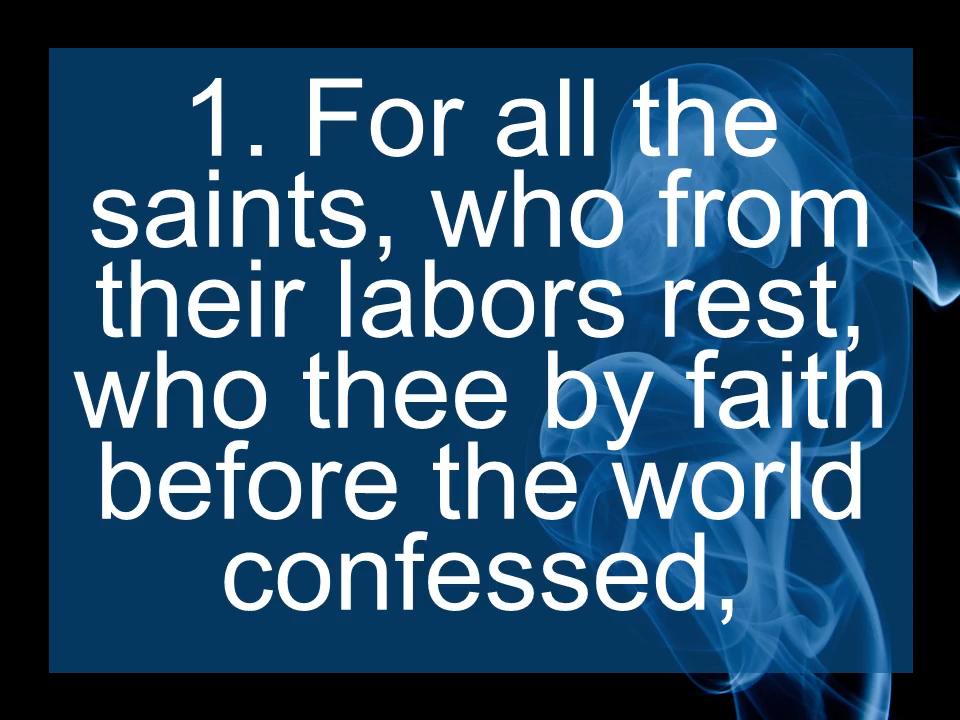 1. For all the
saints, who from
their labors rest,
who thee by faith
before the world
confessed,